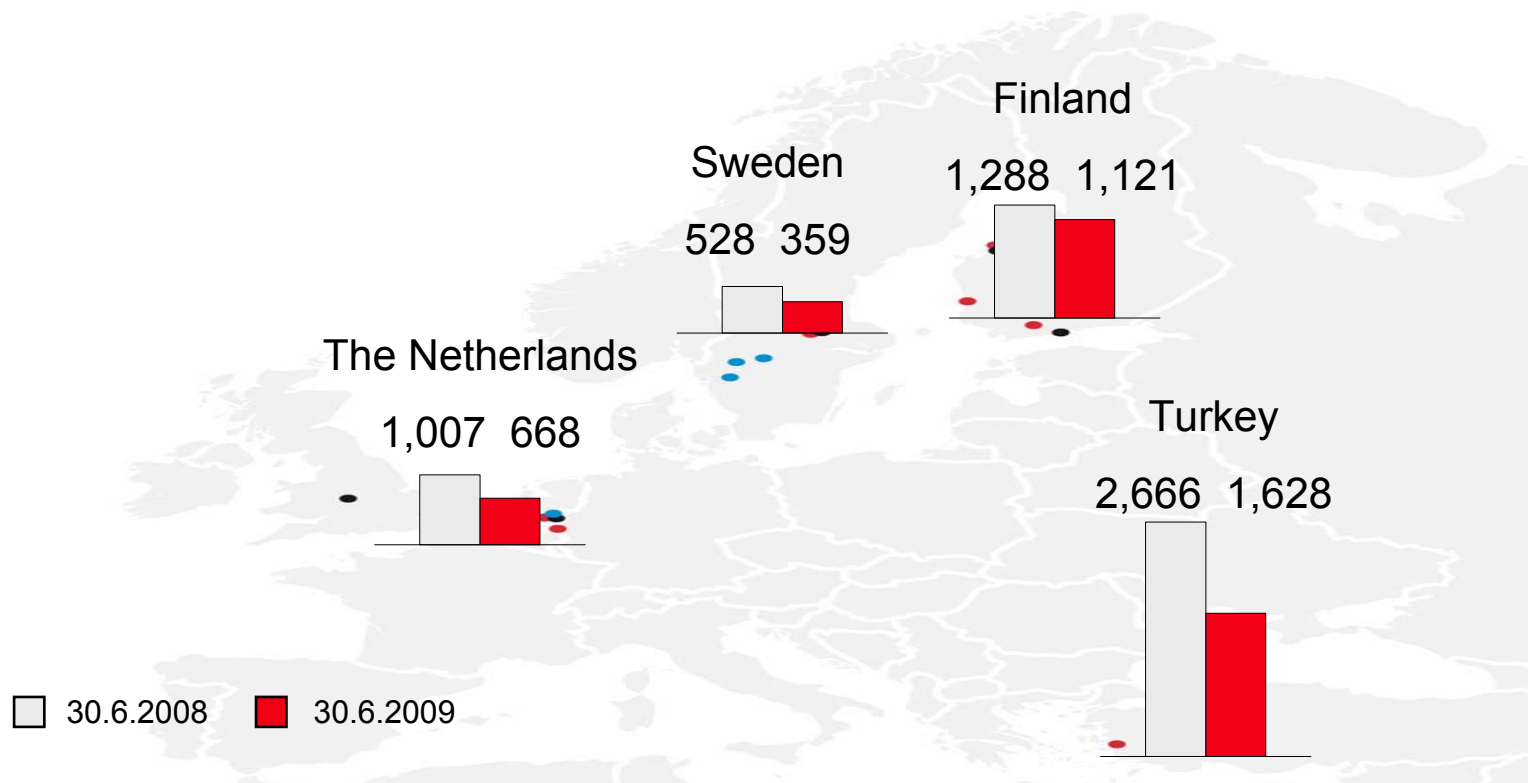 Finland
1,288 1,121
Sweden
528 359
The Netherlands
1,007 668
Turkey
2,666 1,628
30.6.2008 30.6.2009